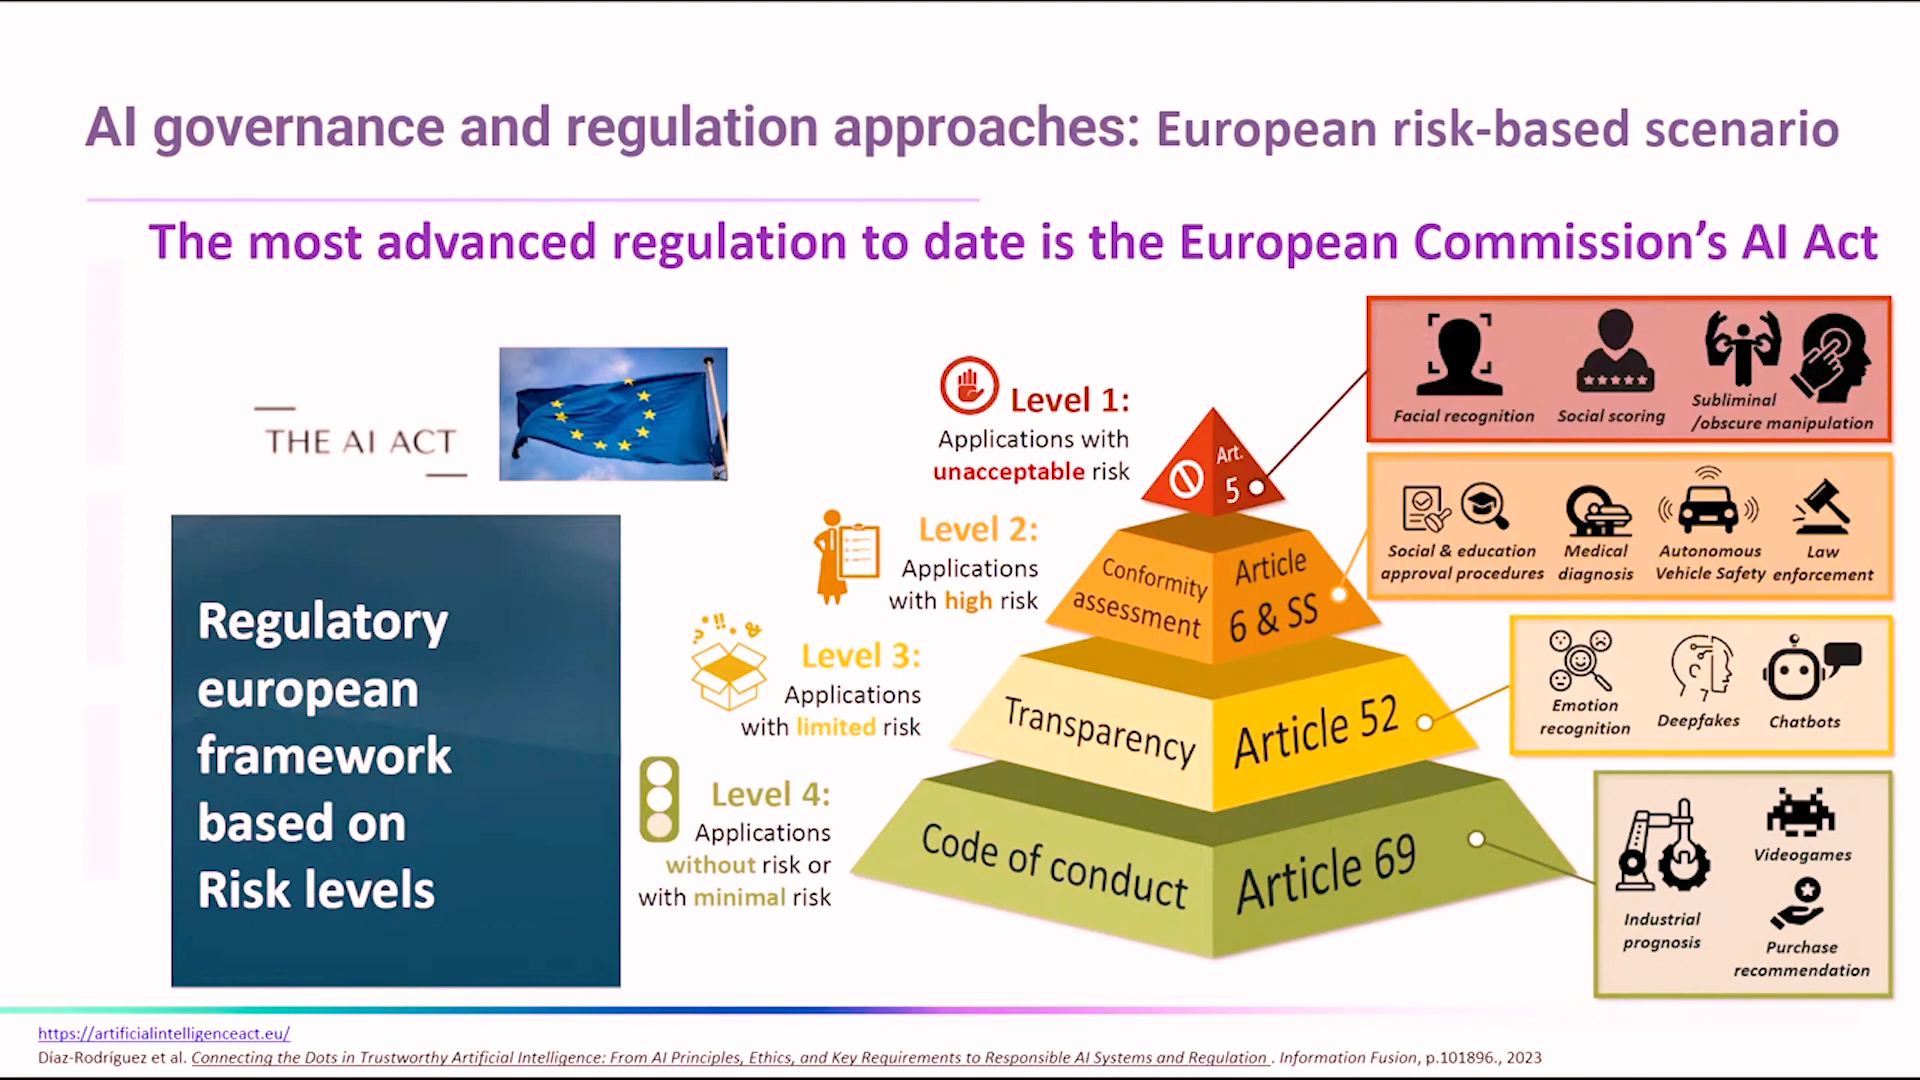 AI governance and regulation approaches: European risk-based scenario
The most advanced regulation to date is the European Commission's AI Act
THE AI ACT
Regulatory
european
framework
based on
Risk levels
Level 1:
Applications with
unacceptable risk
Level 2:
Applications
with high risk
Level 3:
Applications
with limited risk
Level 4:
Applications
without risk or
with minimal risk
Art.
5
Conformity
assessment
Article
6 & SS
Transparency
Article 52
Code of conduct
Article 69
Facial recognition
Social scoring
Subliminal
/obscure manipulation
Social & education
approval procedures
Medical
diagnosis
Autonomous
Vehicle Safety
Law
enforcement
Emotion
recognition
Deepfakes
Chatbots
Industrial
prognosis
Videogames
Purchase
recommendation
https://artificialintelligenceact.eu/
Díaz-Rodríguez et al. Connecting the Dots in Trustworthy Artificial Intelligence: From AI Principles, Ethics, and Key Requirements to Responsible AI Systems and Regulation . Information Fusion, p.101896., 2023